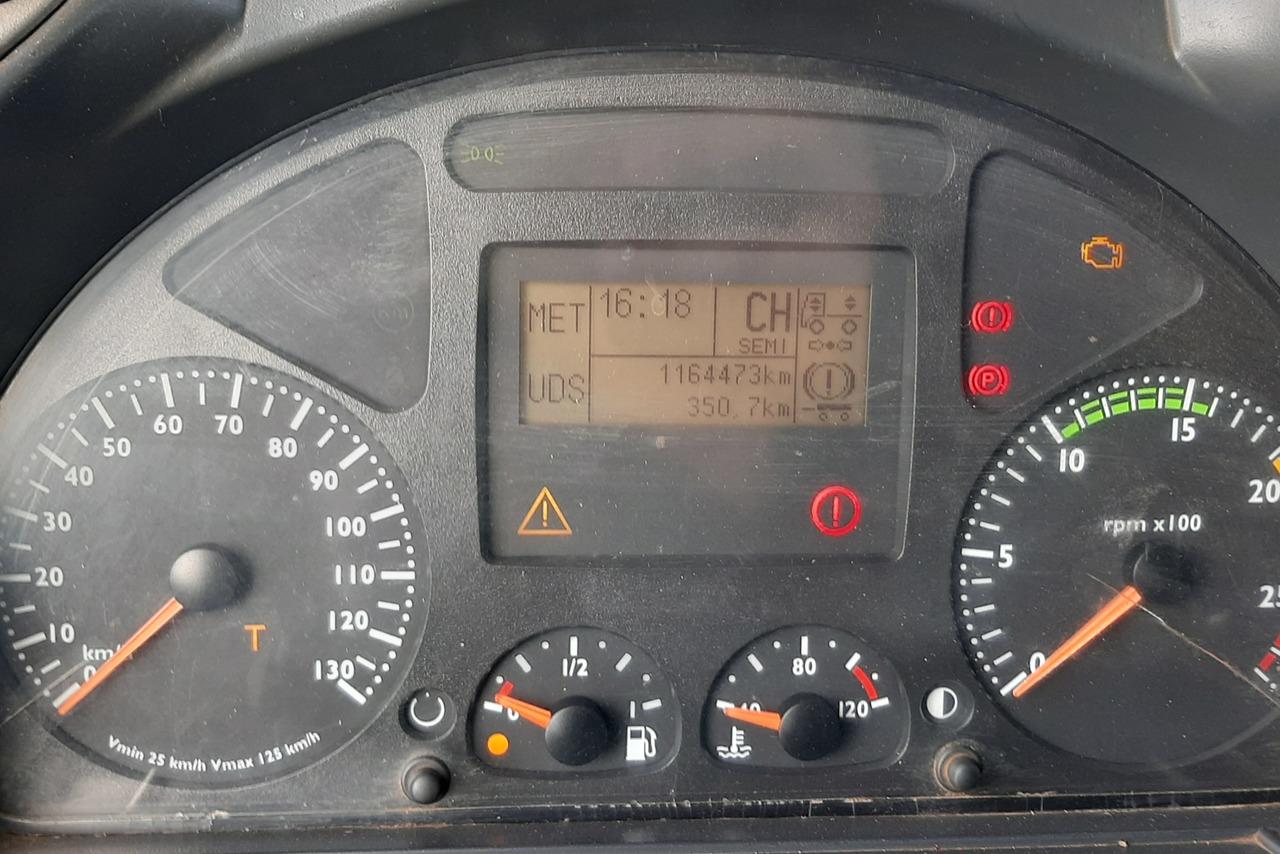 MET
16:18
CH
SEMI
UDS
1164473km
350,7km
0 10 20 30 40 50 60 70 80 90 100 110 120 130
km/h
T
Vmin 25 km/h Vmax 125 km/h
0 1/2 1
40 80 120
P
0 5 10 15 20 25
rpm x100